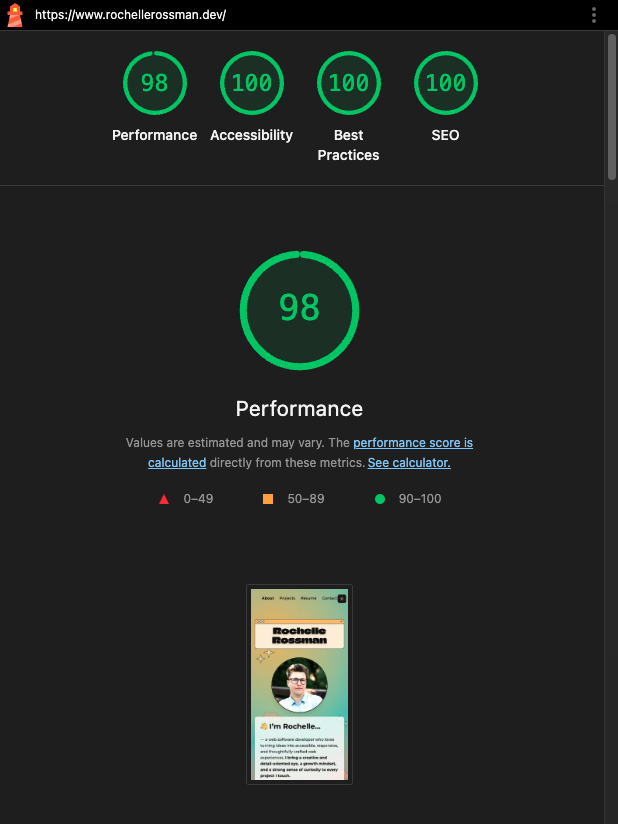 https://www.rochellerossman.dev/
98
100
100
100
Performance
Accessibility
Best
Practices
SEO
98
Performance
Values are estimated and may vary. The performance score is
calculated directly from these metrics. See calculator.
0–49
50–89
90–100
About Projects Resume Contact
Rochelle
Rossman
👋 I'm Rochelle...
— a web software developer who loves
turning ideas into accessible, responsive,
and thoughtfully crafted web
experiences. I bring a creative and
detail-oriented eye, a growth mindset,
and a strong sense of curiosity to every
project I touch.